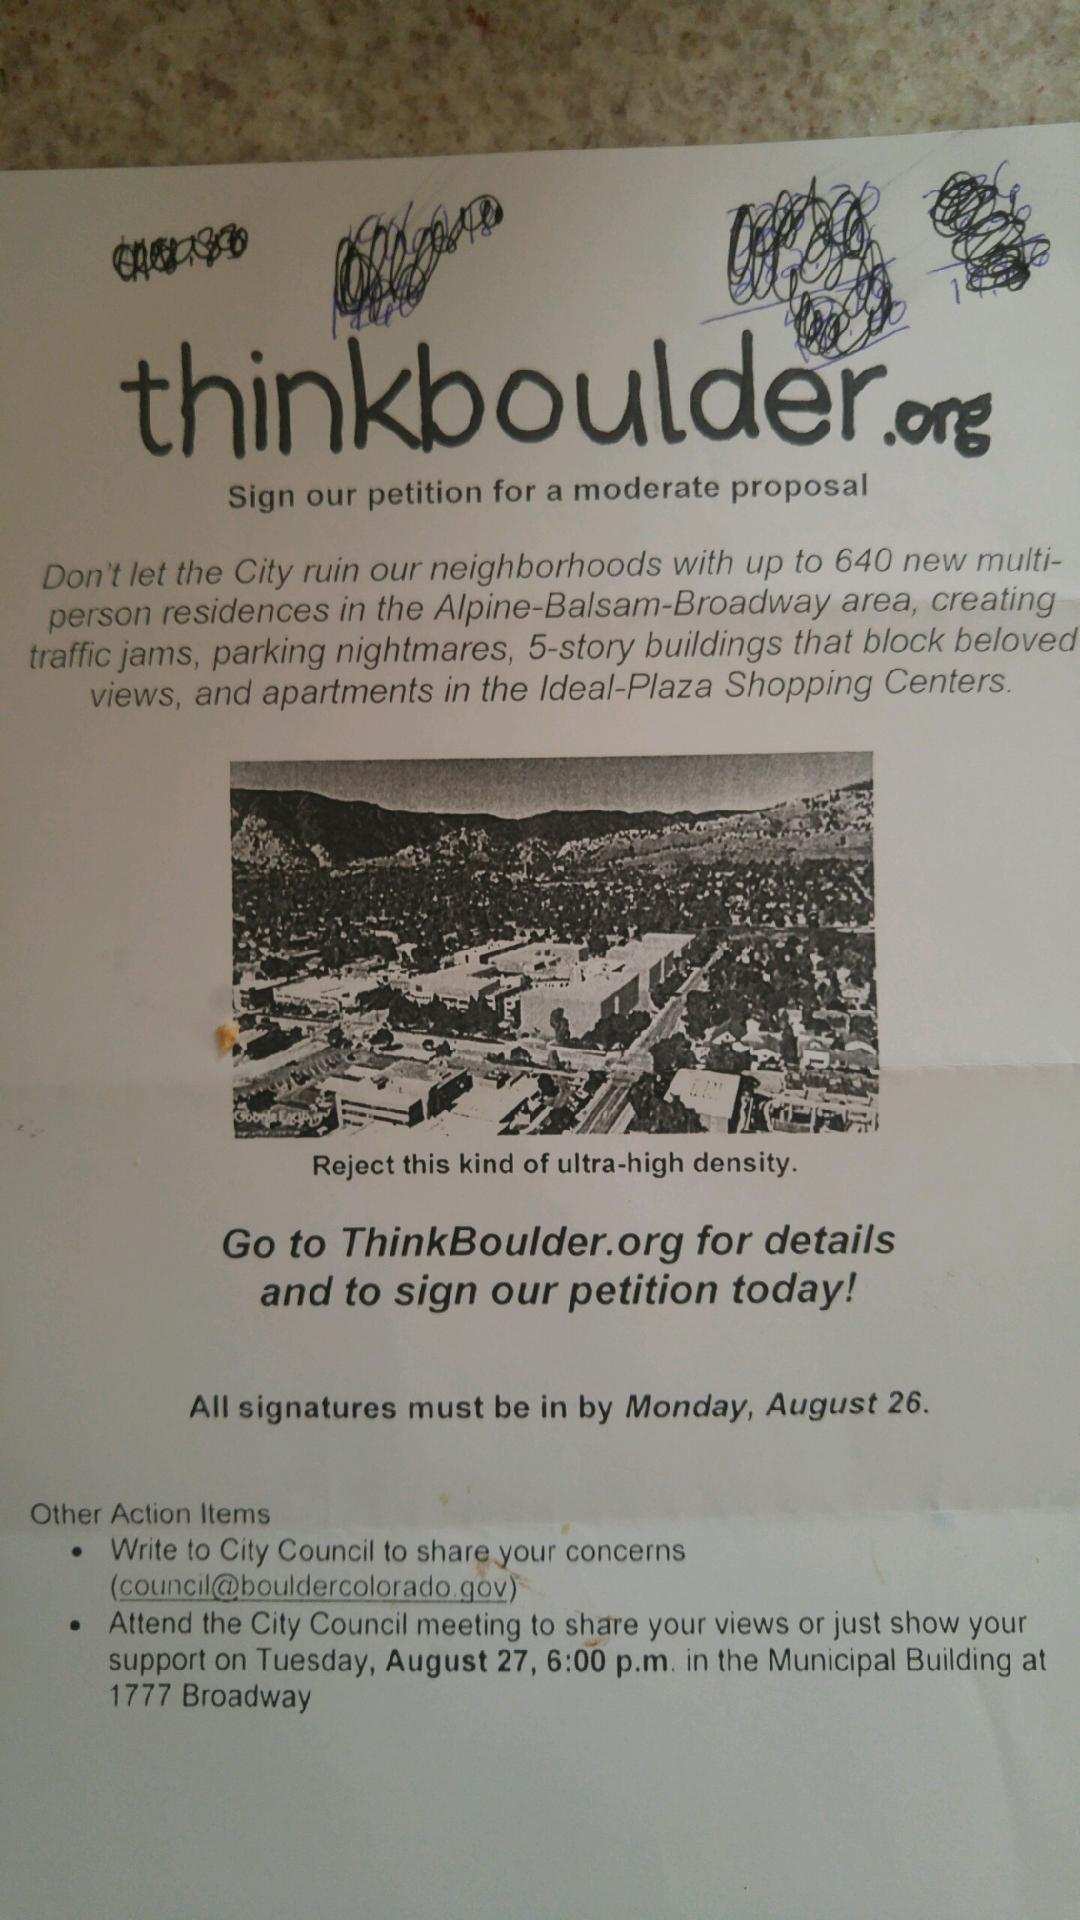 thinkboulder.org
Sign our petition for a moderate proposal
Don't let the City ruin our neighborhoods with up to 640 new multi-
person residences in the Alpine-Balsam-Broadway area, creating
traffic jams, parking nightmares, 5-story buildings that block beloved
views, and apartments in the Ideal-Plaza Shopping Centers.
Google Earth
Reject this kind of ultra-high density.
Go to ThinkBoulder.org for details
and to sign our petition today!
All signatures must be in by Monday, August 26.
Other Action Items
• Write to City Council to share your concerns
(council@bouldercolorado.gov)
• Attend the City Council meeting to share your views or just show your
support on Tuesday, August 27, 6:00 p.m. in the Municipal Building at
1777 Broadway